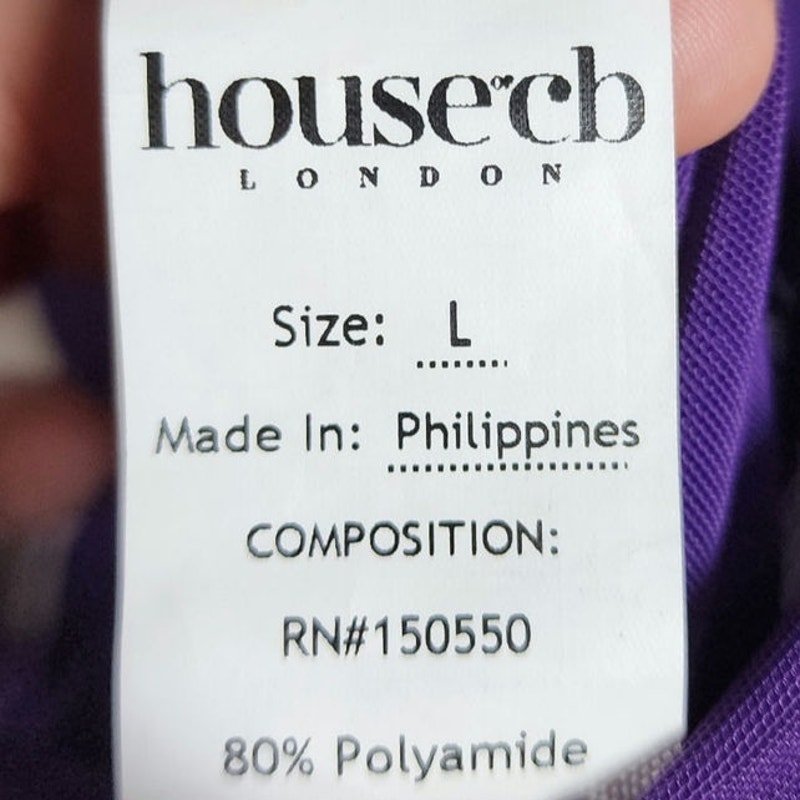 house of cb
LONDON
Size: L
Made In: Philippines
COMPOSITION:
RN#150550
80% Polyamide